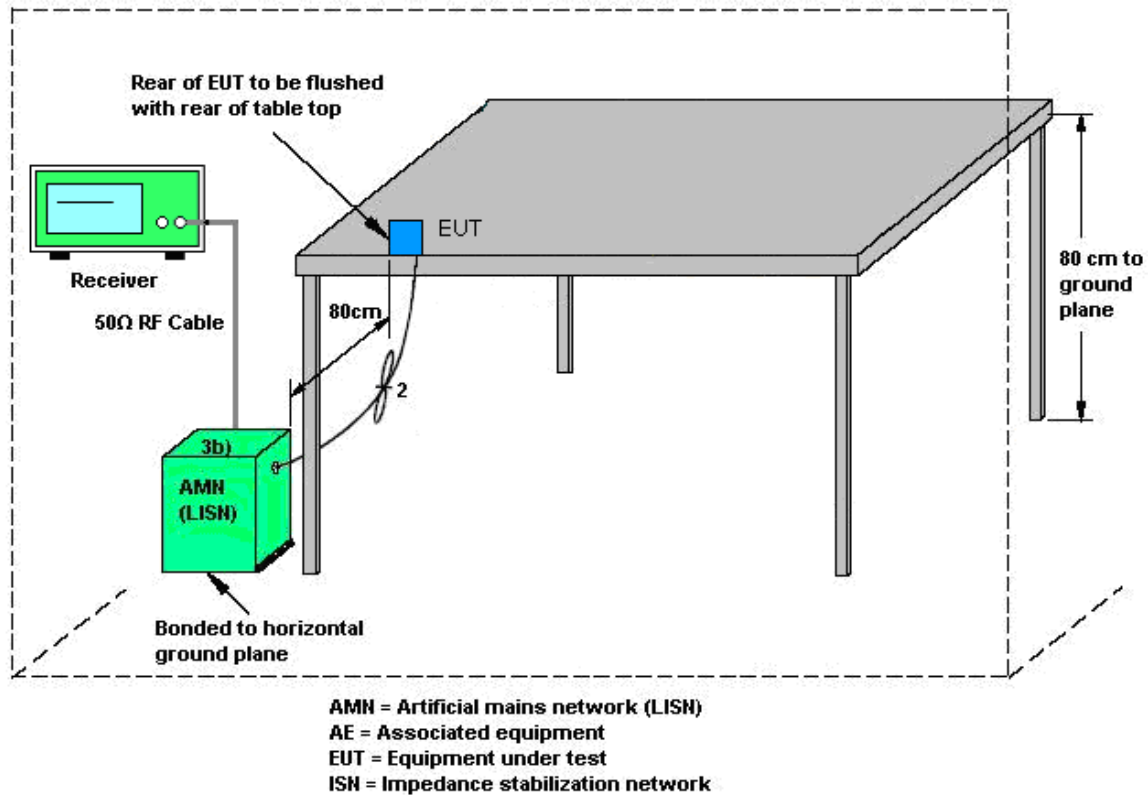 Rear of EUT to be flushed
with rear of table top
EUT
Receiver
50Ω RF Cable
80cm
80 cm to
ground
plane
2
3b)
AMN
(LISN)
Bonded to horizontal
ground plane
AMN = Artificial mains network (LISN)
AE = Associated equipment
EUT = Equipment under test
ISN = Impedance stabilization network